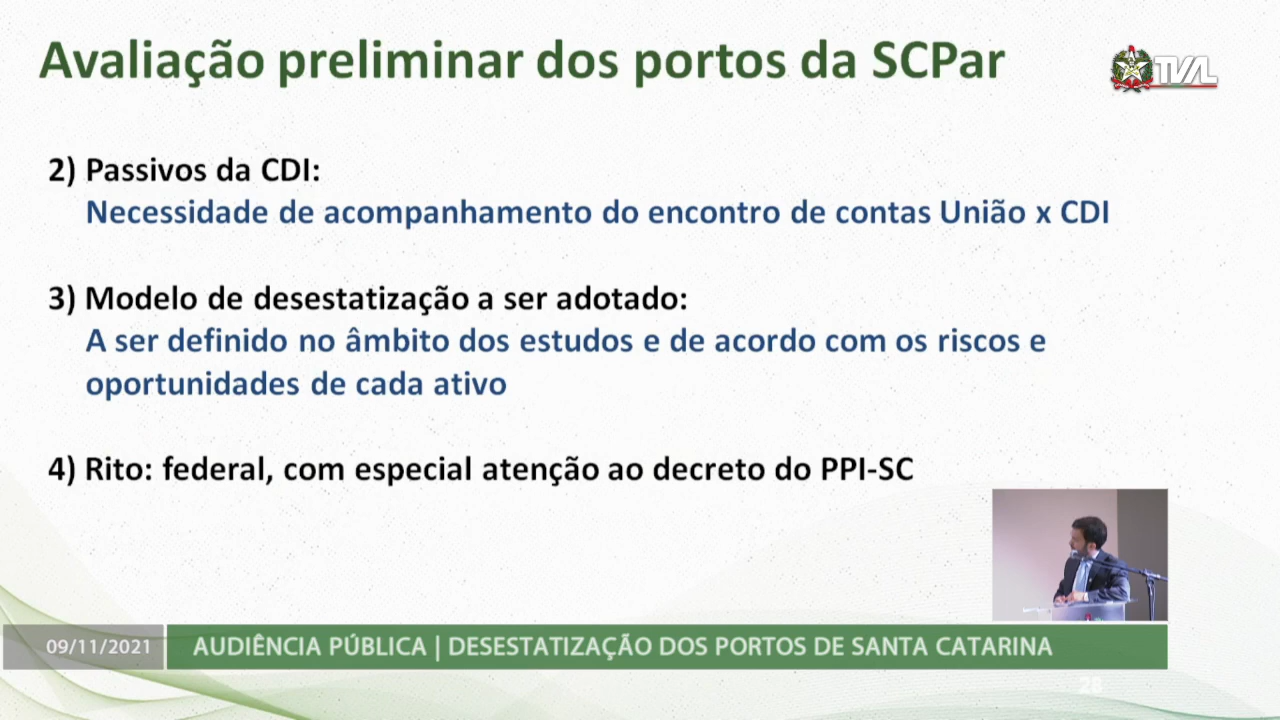 Avaliação preliminar dos portos da SCPar
TVAL
2) Passivos da CDI:
Necessidade de acompanhamento do encontro de contas União x CDI
3) Modelo de desestatização a ser adotado:
A ser definido no âmbito dos estudos e de acordo com os riscos e
oportunidades de cada ativo
4) Rito: federal, com especial atenção ao decreto do PPI-SC
09/11/2021
AUDIÊNCIA PÚBLICA | DESESTATIZAÇÃO DOS PORTOS DE SANTA CATARINA
28